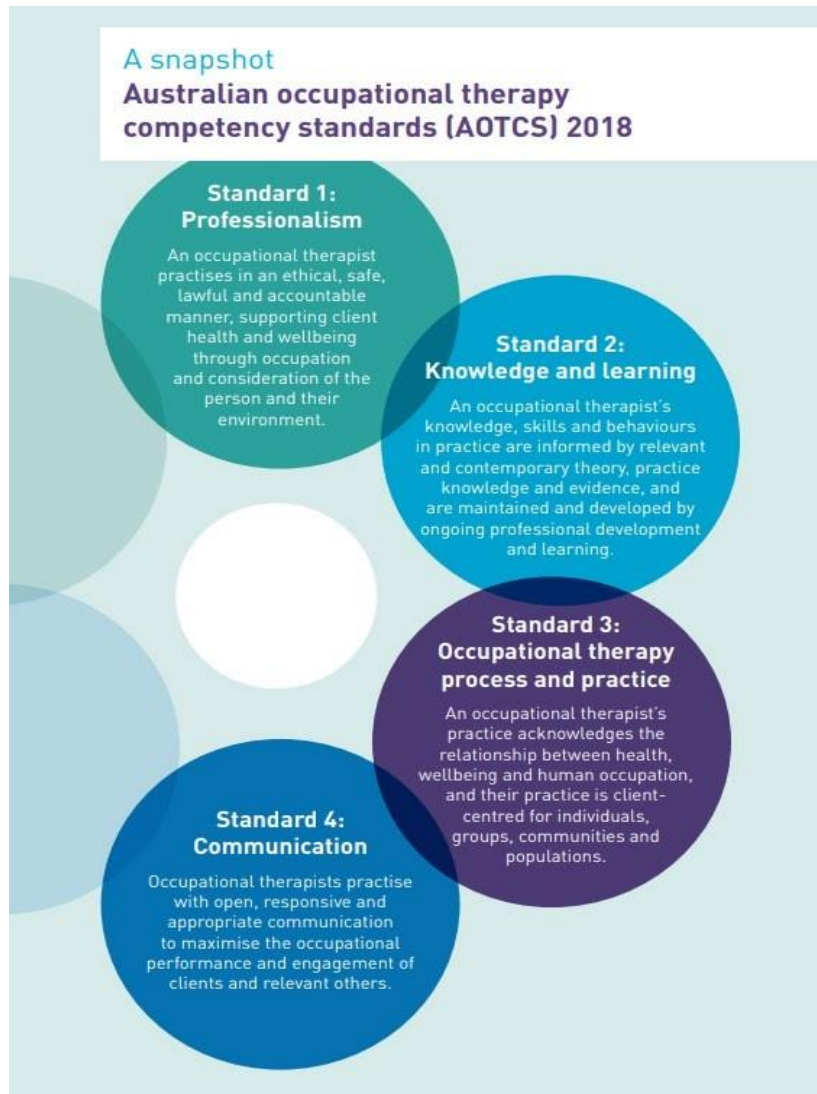 A snapshot
Australian occupational therapy
competency standards (AOTCS) 2018
Standard 1:
Professionalism
An occupational therapist
practises in an ethical, safe,
lawful and accountable
manner, supporting client
health and wellbeing
through occupation
and consideration of the
person and their
environment.
Standard 2:
Knowledge and learning
An occupational therapist's
knowledge, skills and behaviours
in practice are informed by relevant
and contemporary theory, practice
knowledge and evidence, and
are maintained and developed by
ongoing professional development
and learning.
Standard 3:
Occupational therapy
process and practice
An occupational therapist's
practice acknowledges the
relationship between health,
wellbeing and human occupation,
and their practice is client-
centred for individuals,
groups, communities and
populations.
Standard 4:
Communication
Occupational therapists practise
with open, responsive and
appropriate communication
to maximise the occupational
performance and engagement of
clients and relevant others.